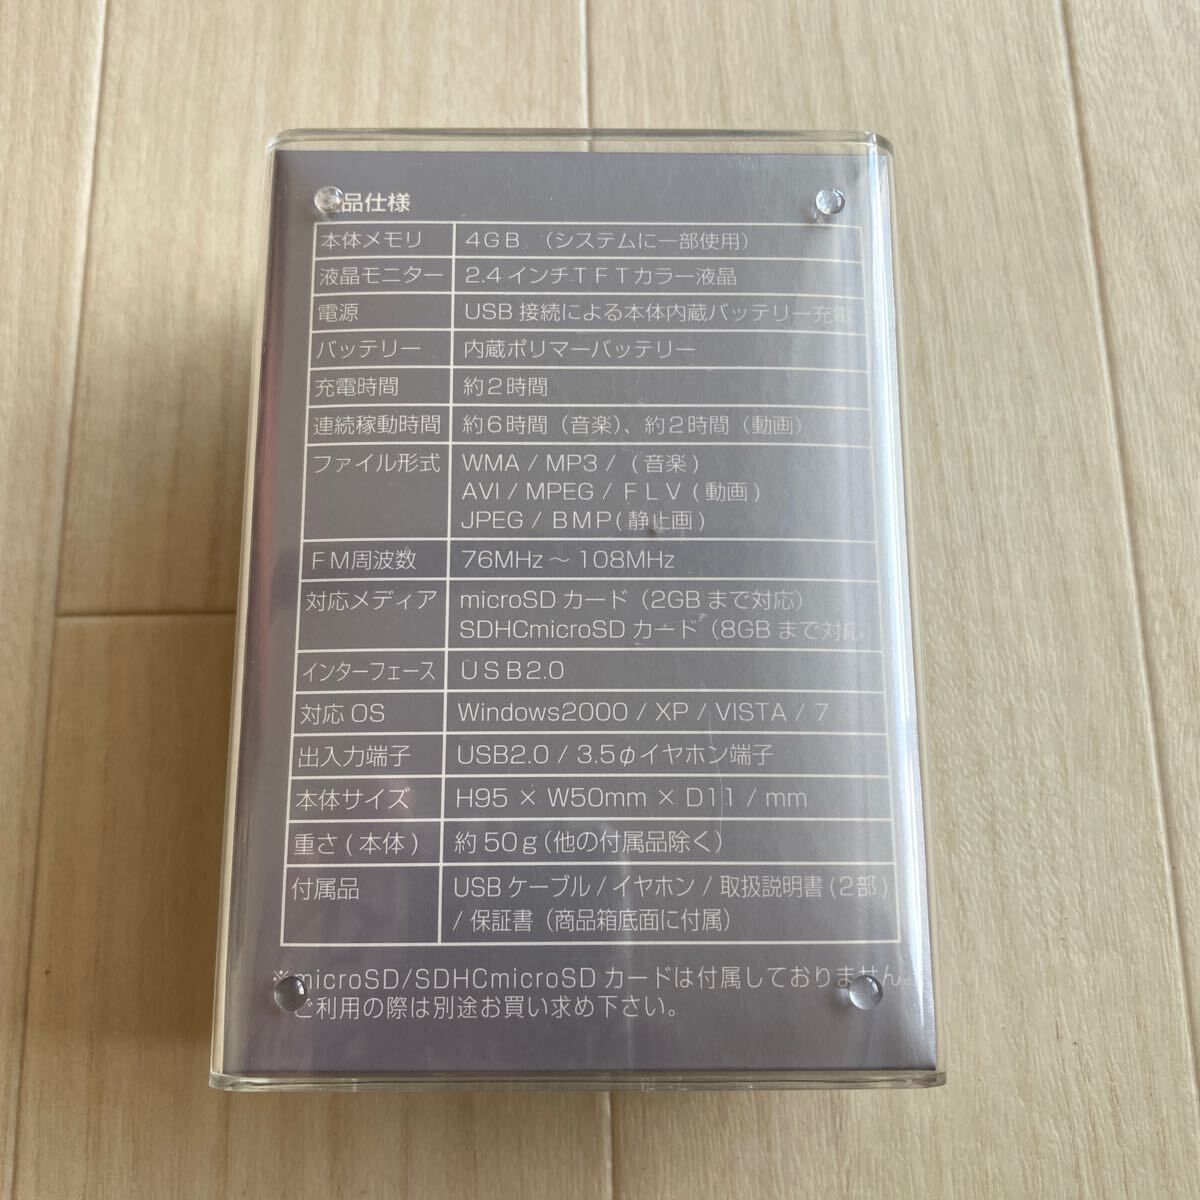 品仕様
本体メモリ 4GB (システムに一部使用)
液晶モニター 2.4インチTFTカラー液晶
電源 USB接続による本体内蔵バッテリー充電
バッテリー 内蔵ポリマーバッテリー
充電時間 約2時間
連続稼動時間 約6時間(音楽)、約2時間(動画)
ファイル形式 WMA / MP3 / (音楽)
AVI / MPEG / FLV (動画)
JPEG / BMP(静止画)
FM周波数 76MHz～108MHz
対応メディア microSDカード(2GBまで対応)
SDHCmicroSDカード(8GBまで対応
インターフェース USB2.0
対応OS Windows2000 / XP / VISTA / 7
出入力端子 USB2.0 / 3.5φイヤホン端子
本体サイズ H95 × W50mm × D11 / mm
重さ(本体) 約50g(他の付属品除く)
付属品 USBケーブル / イヤホン / 取扱説明書(2部)
/ 保証書(商品箱底面に付属)
※microSD/SDHCmicroSDカードは付属しておりません。
ご利用の際は別途お買い求め下さい。